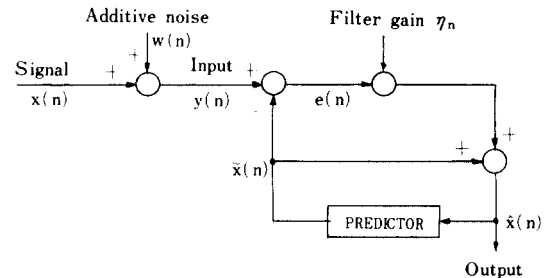 Additive noise
w(n)
Filter gain ηn
Signal
x(n)
Input
y(n)
e(n)
x̃(n)
PREDICTOR
x̂(n)
Output
+
+
+
-
+
+